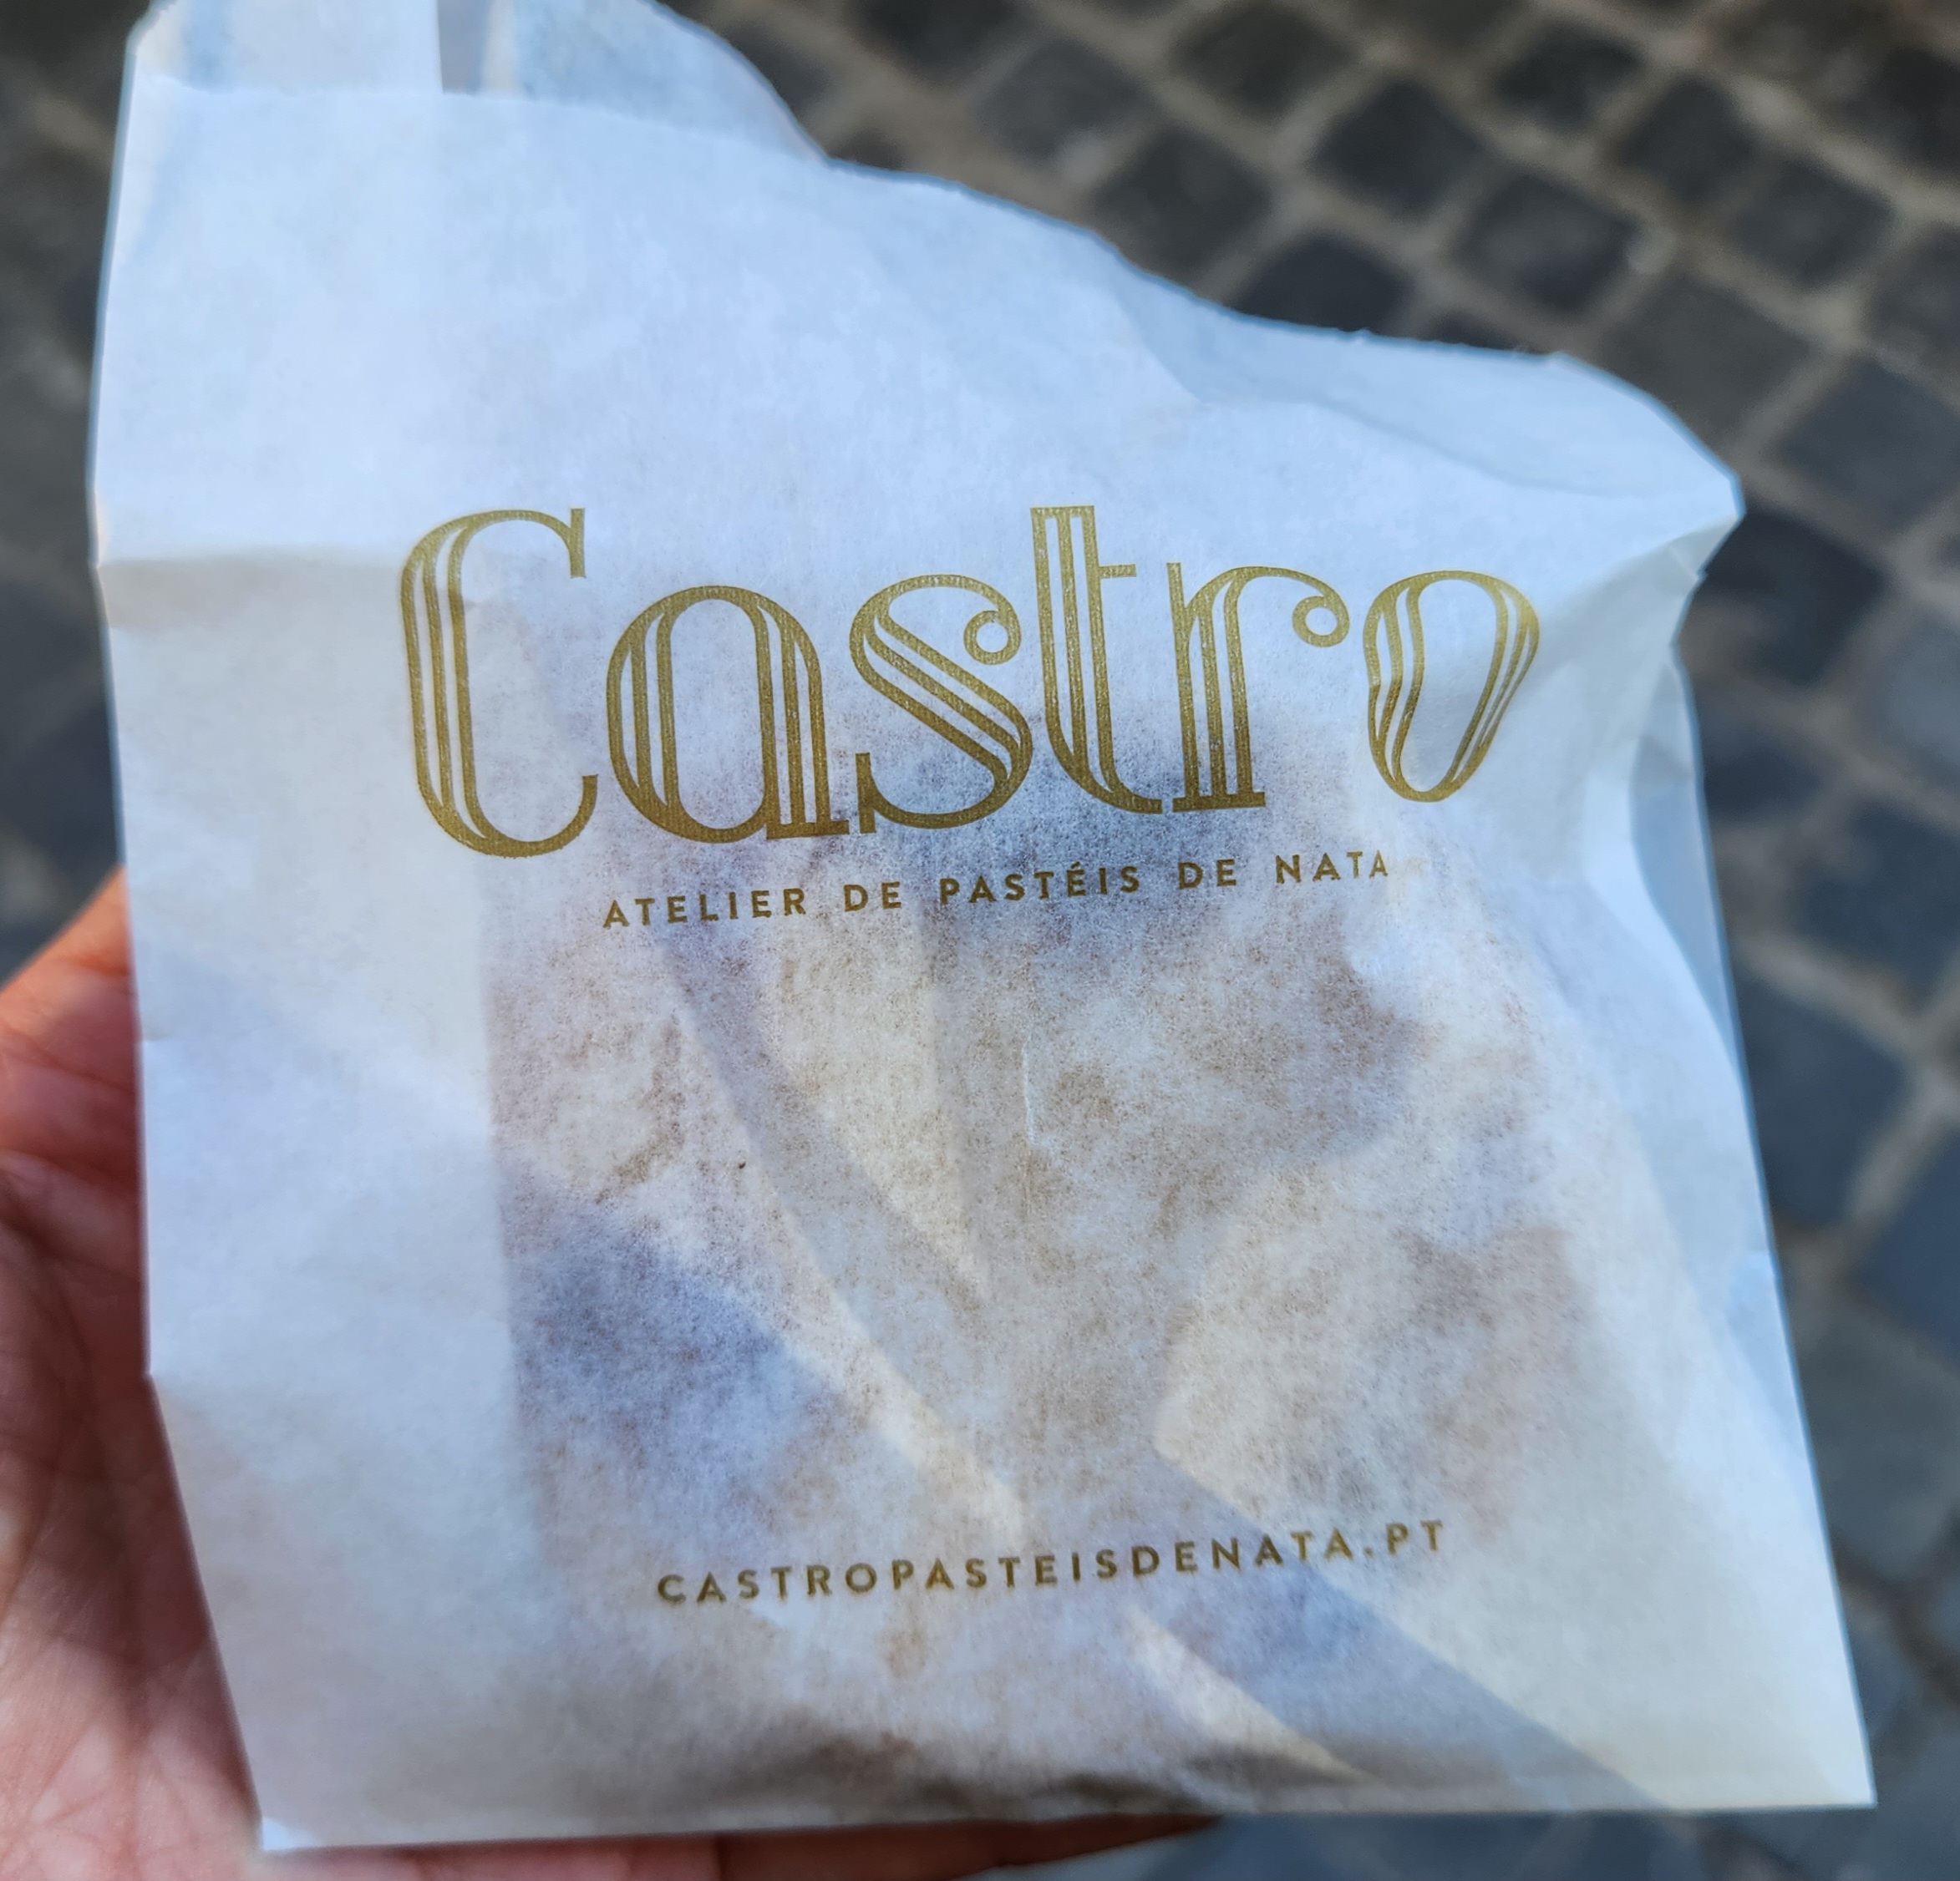 Castro
ATELIER DE PASTÉIS DE NATA
CASTROPASTEISDENATA.PT